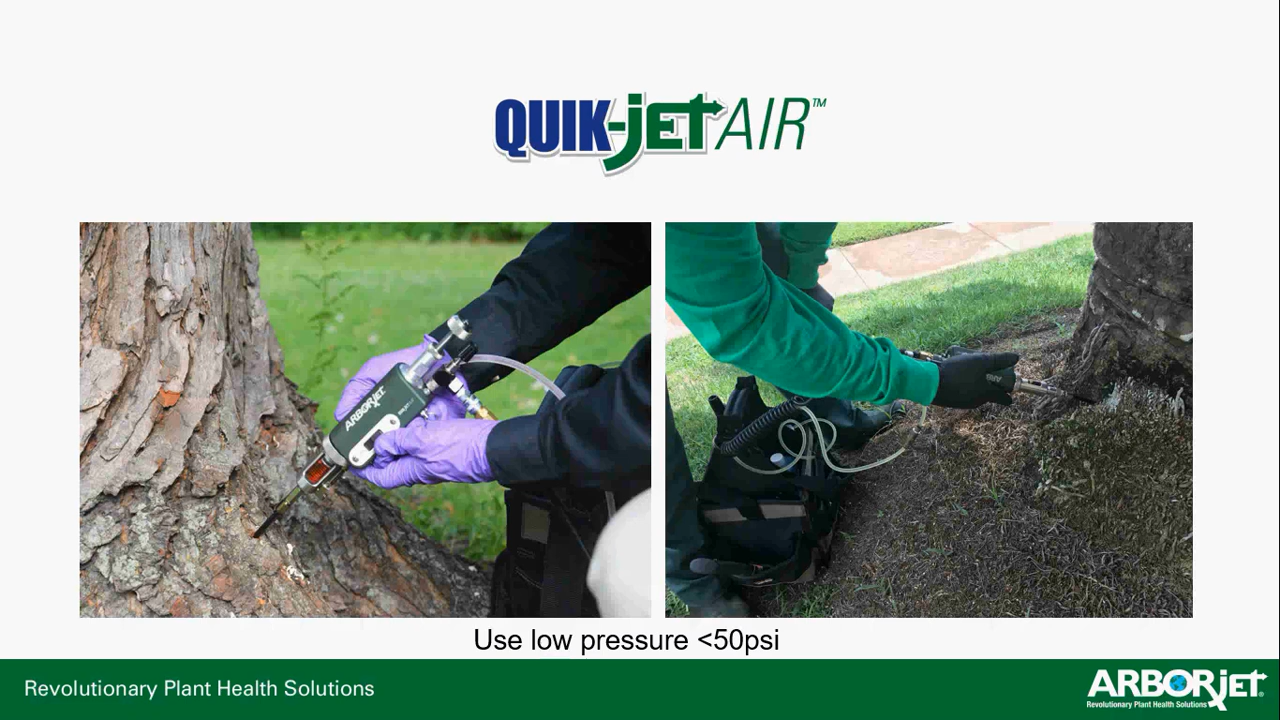 QUIK-JET AIR™
ARBORJET
Use low pressure <50psi
Revolutionary Plant Health Solutions
ARBORJET®
Revolutionary Plant Health Solutions